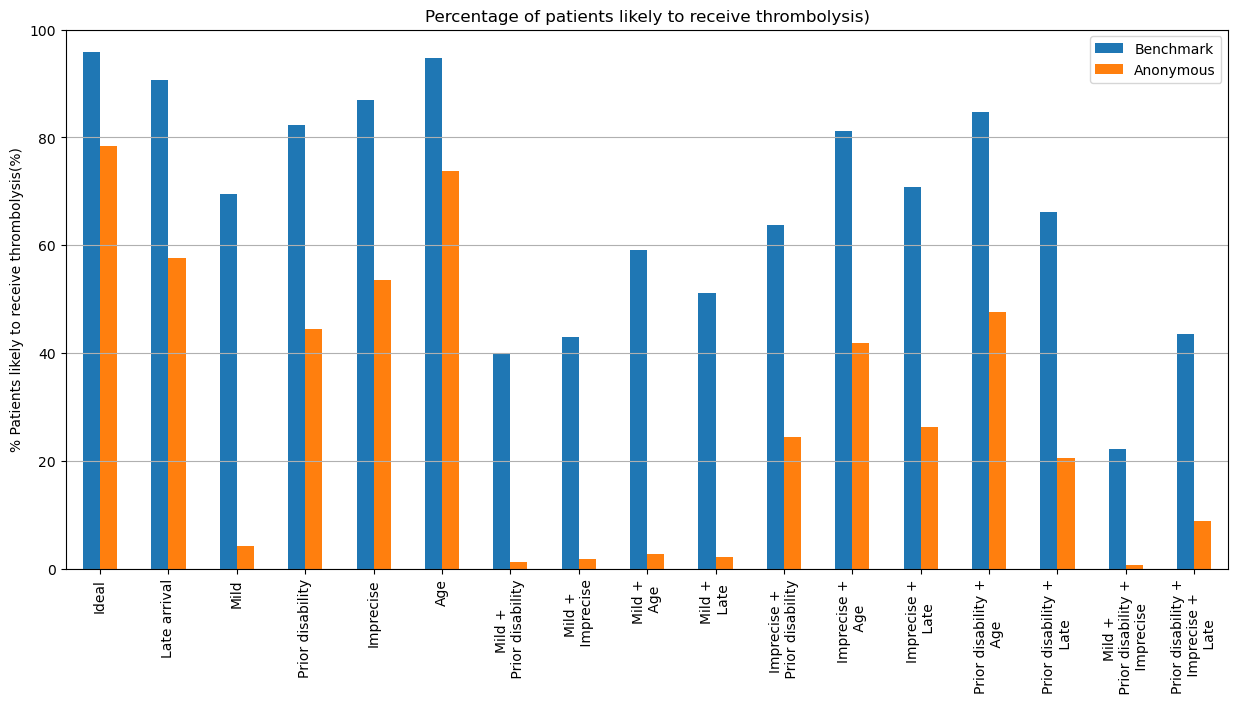 Percentage of patients likely to receive thrombolysis)
Benchmark
Anonymous
% Patients likely to receive thrombolysis(%)
100
80
60
40
20
0
Ideal
Late arrival
Mild
Prior disability
Imprecise
Age
Mild +
Prior disability
Mild +
Imprecise
Mild +
Age
Mild +
Late
Imprecise +
Prior disability
Imprecise +
Age
Imprecise +
Late
Prior disability +
Age
Prior disability +
Late
Mild +
Prior disability +
Imprecise
Prior disability +
Imprecise +
Late